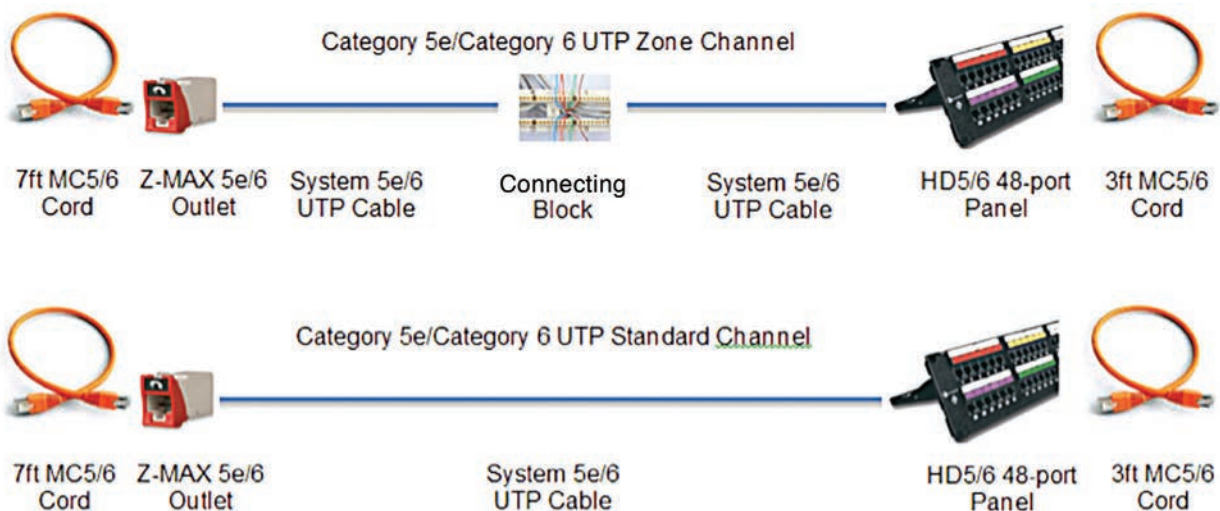 Category 5e/Category 6 UTP Zone Channel
7ft MC5/6
Cord
Z-MAX 5e/6
Outlet
System 5e/6
UTP Cable
Connecting
Block
System 5e/6
UTP Cable
HD5/6 48-port
Panel
3ft MC5/6
Cord
Category 5e/Category 6 UTP Standard Channel
7ft MC5/6
Cord
Z-MAX 5e/6
Outlet
System 5e/6
UTP Cable
HD5/6 48-port
Panel
3ft MC5/6
Cord